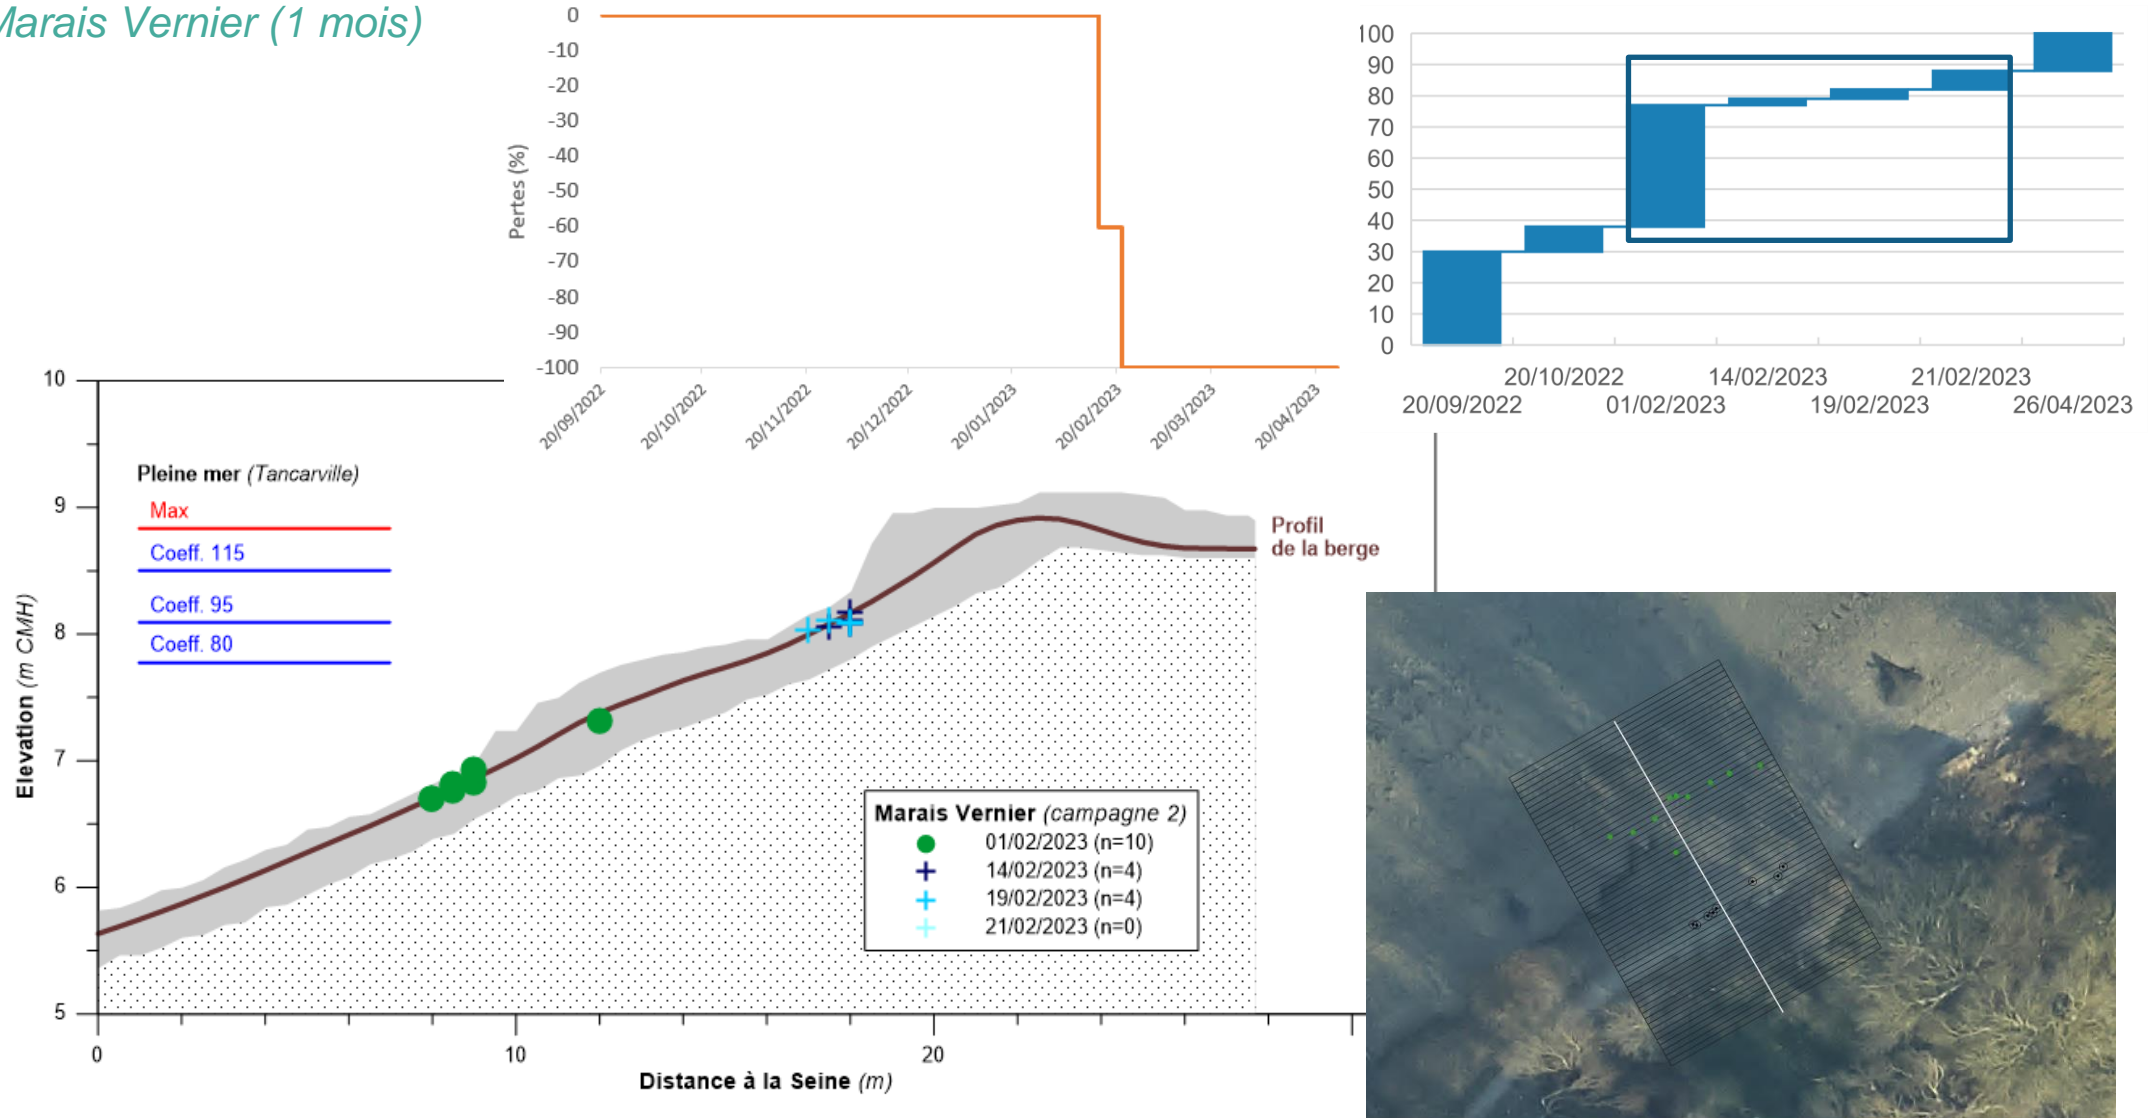 Marais Vernier (1 mois)
0
-10
-20
-30
-40
-50
-60
-70
-80
-90
-100
Pertes (%)
20/09/2022
20/10/2022
20/11/2022
20/12/2022
20/01/2023
20/02/2023
20/03/2023
20/04/2023
100
90
80
70
60
50
40
30
20
10
0
20/10/2022
14/02/2023
21/02/2023
20/09/2022
01/02/2023
19/02/2023
26/04/2023
10
9
8
7
6
5
Elevation (m CMH)
Pleine mer (Tancarville)
Max
Coeff. 115
Coeff. 95
Coeff. 80
Profil
de la berge
Marais Vernier (campagne 2)
01/02/2023 (n=10)
14/02/2023 (n=4)
19/02/2023 (n=4)
21/02/2023 (n=0)
0
10
20
Distance à la Seine (m)